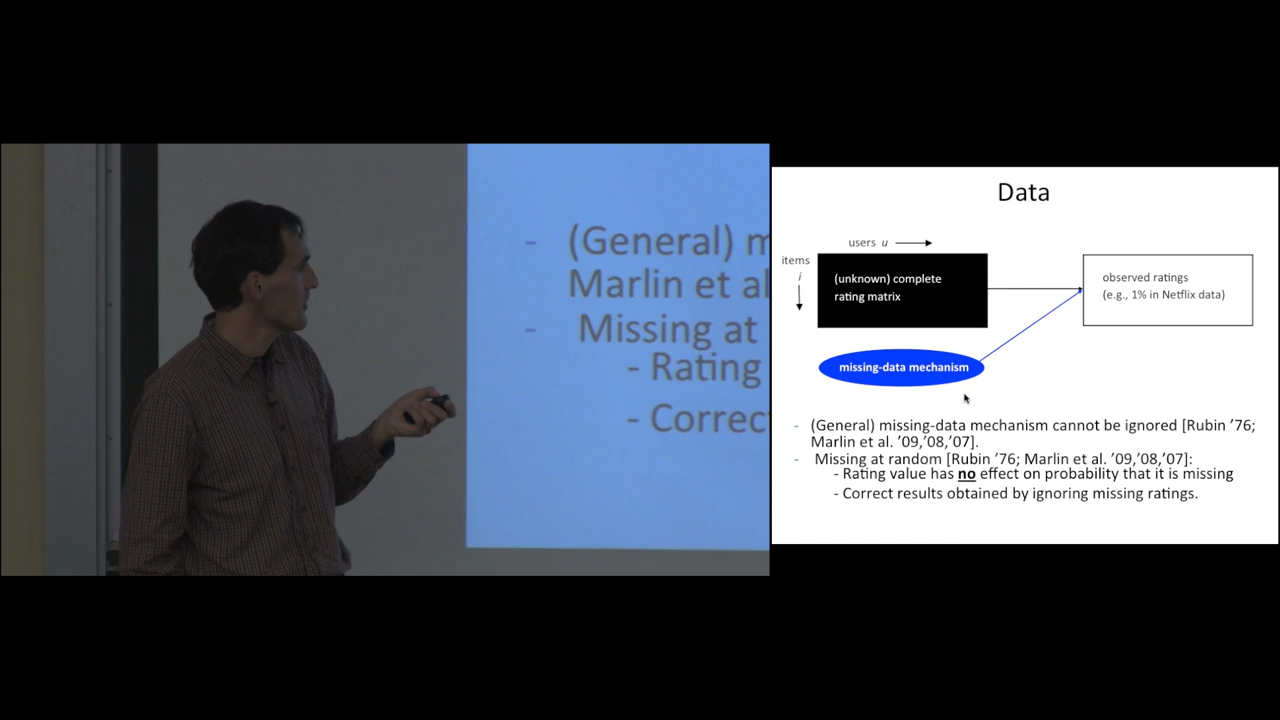 (General) m
Marlin et al
- Missing at
- Rating
- Correct
Data
users u
items
i
(unknown) complete
rating matrix
observed ratings
(e.g., 1% in Netflix data)
missing-data mechanism
- (General) missing-data mechanism cannot be ignored [Rubin ’76;
Marlin et al. ’09,’08,’07].
- Missing at random [Rubin ’76; Marlin et al. ’09,’08,’07]:
- Rating value has no effect on probability that it is missing
- Correct results obtained by ignoring missing ratings.